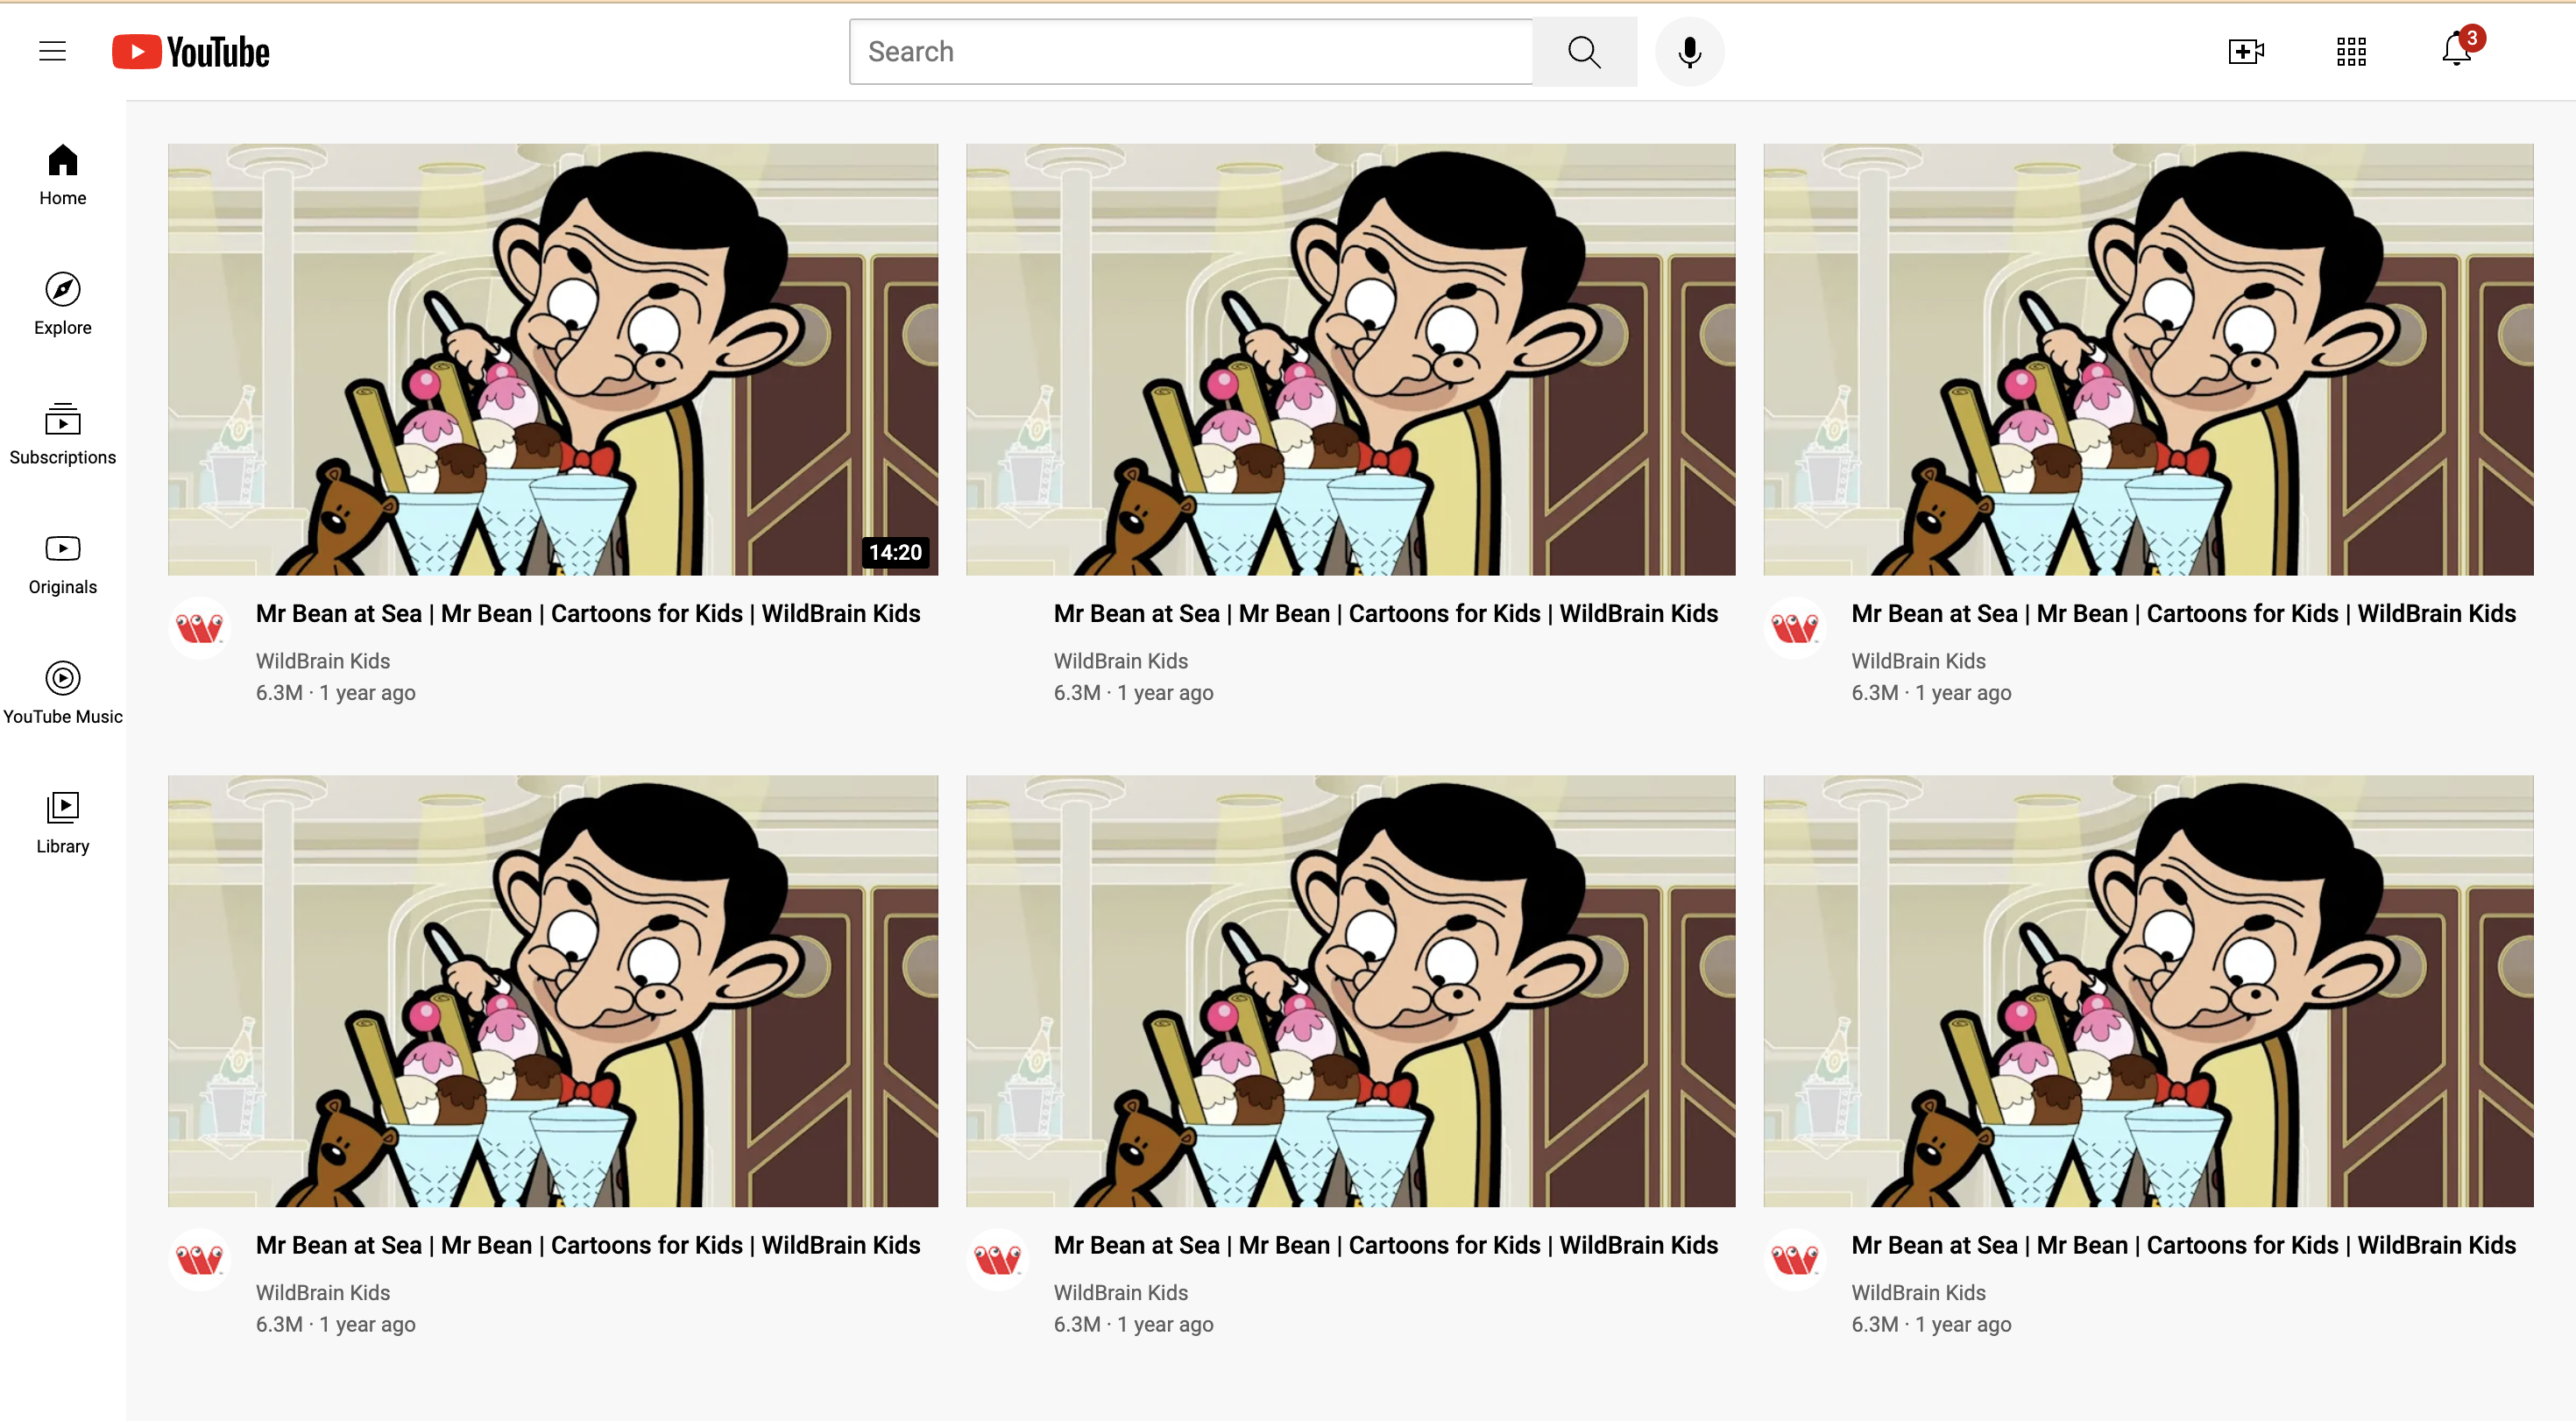 YouTube
Search
3
Home
Explore
Subscriptions
Originals
YouTube Music
Library
14:20
Mr Bean at Sea | Mr Bean | Cartoons for Kids | WildBrain Kids
WildBrain Kids
6.3M · 1 year ago
Mr Bean at Sea | Mr Bean | Cartoons for Kids | WildBrain Kids
WildBrain Kids
6.3M · 1 year ago
Mr Bean at Sea | Mr Bean | Cartoons for Kids | WildBrain Kids
WildBrain Kids
6.3M · 1 year ago
Mr Bean at Sea | Mr Bean | Cartoons for Kids | WildBrain Kids
WildBrain Kids
6.3M · 1 year ago
Mr Bean at Sea | Mr Bean | Cartoons for Kids | WildBrain Kids
WildBrain Kids
6.3M · 1 year ago
Mr Bean at Sea | Mr Bean | Cartoons for Kids | WildBrain Kids
WildBrain Kids
6.3M · 1 year ago